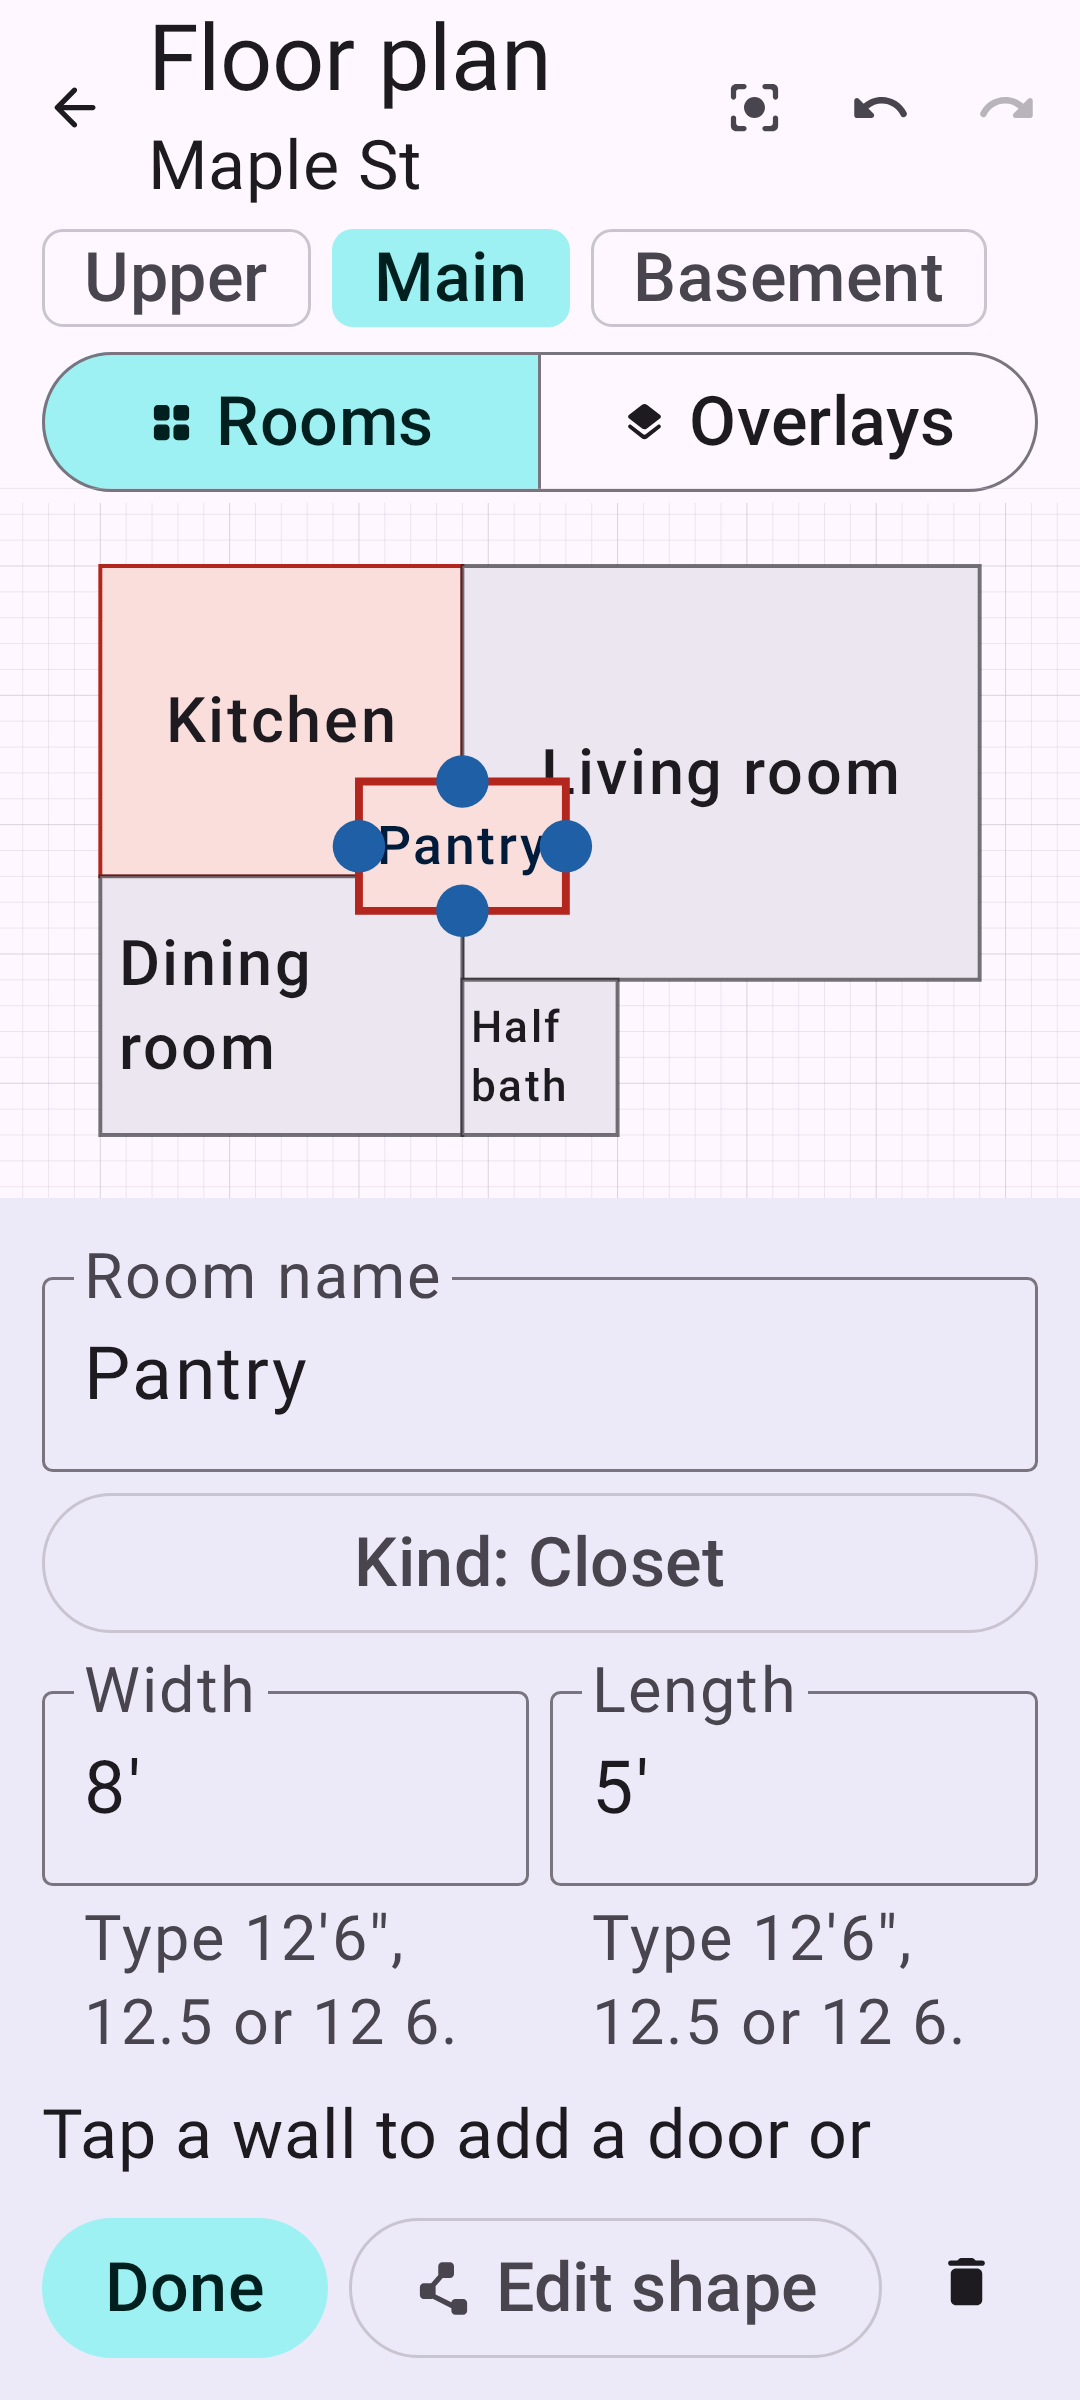 Floor plan
Maple St
Upper
Main
Basement
Rooms
Overlays
Kitchen
Living room
Pantry
Dining
room
Half
bath
Room name
Pantry
Kind: Closet
Width
Length
8'
5'
Type 12'6",
12.5 or 12 6.
Type 12'6",
12.5 or 12 6.
Tap a wall to add a door or
Done
Edit shape